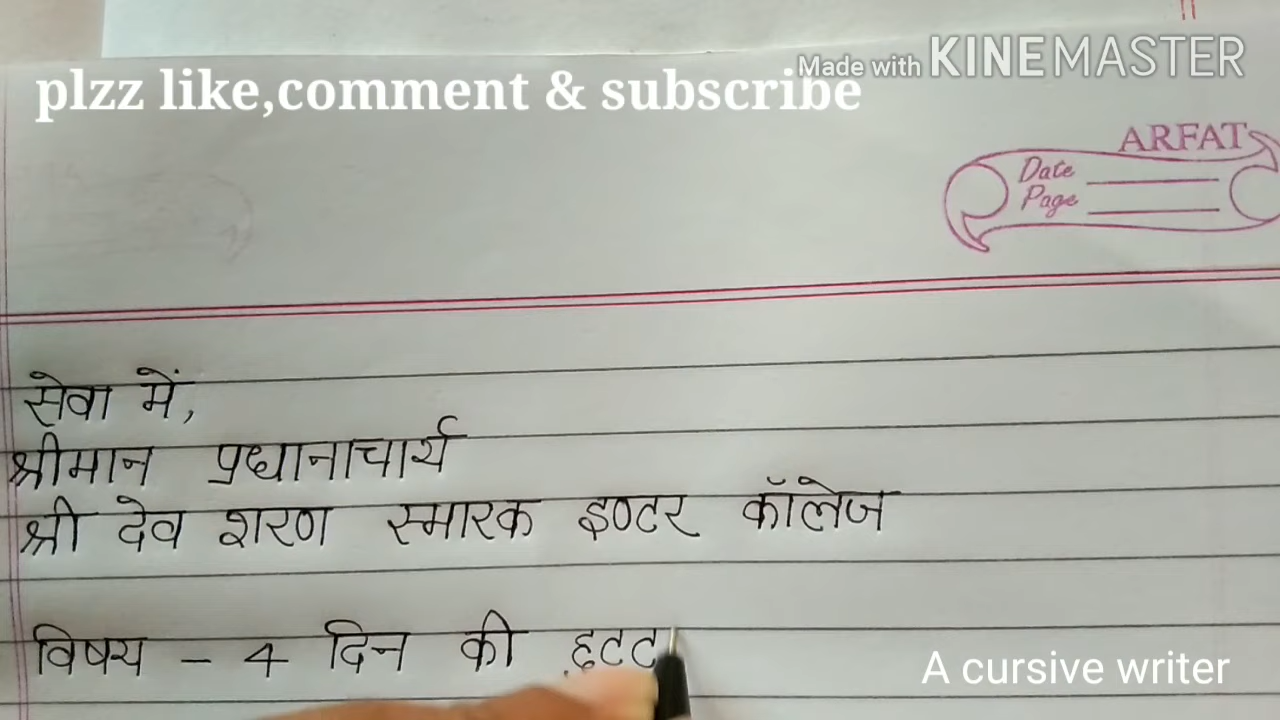 Made with KINEMASTER
plzz like,comment & subscribe
ARFAT
Date
Page
सेवा में,
श्रीमान प्रधानाचार्य
श्री देव शरण स्मारक इण्टर कॉलेज
विषय - 4 दिन की
A cursive writer